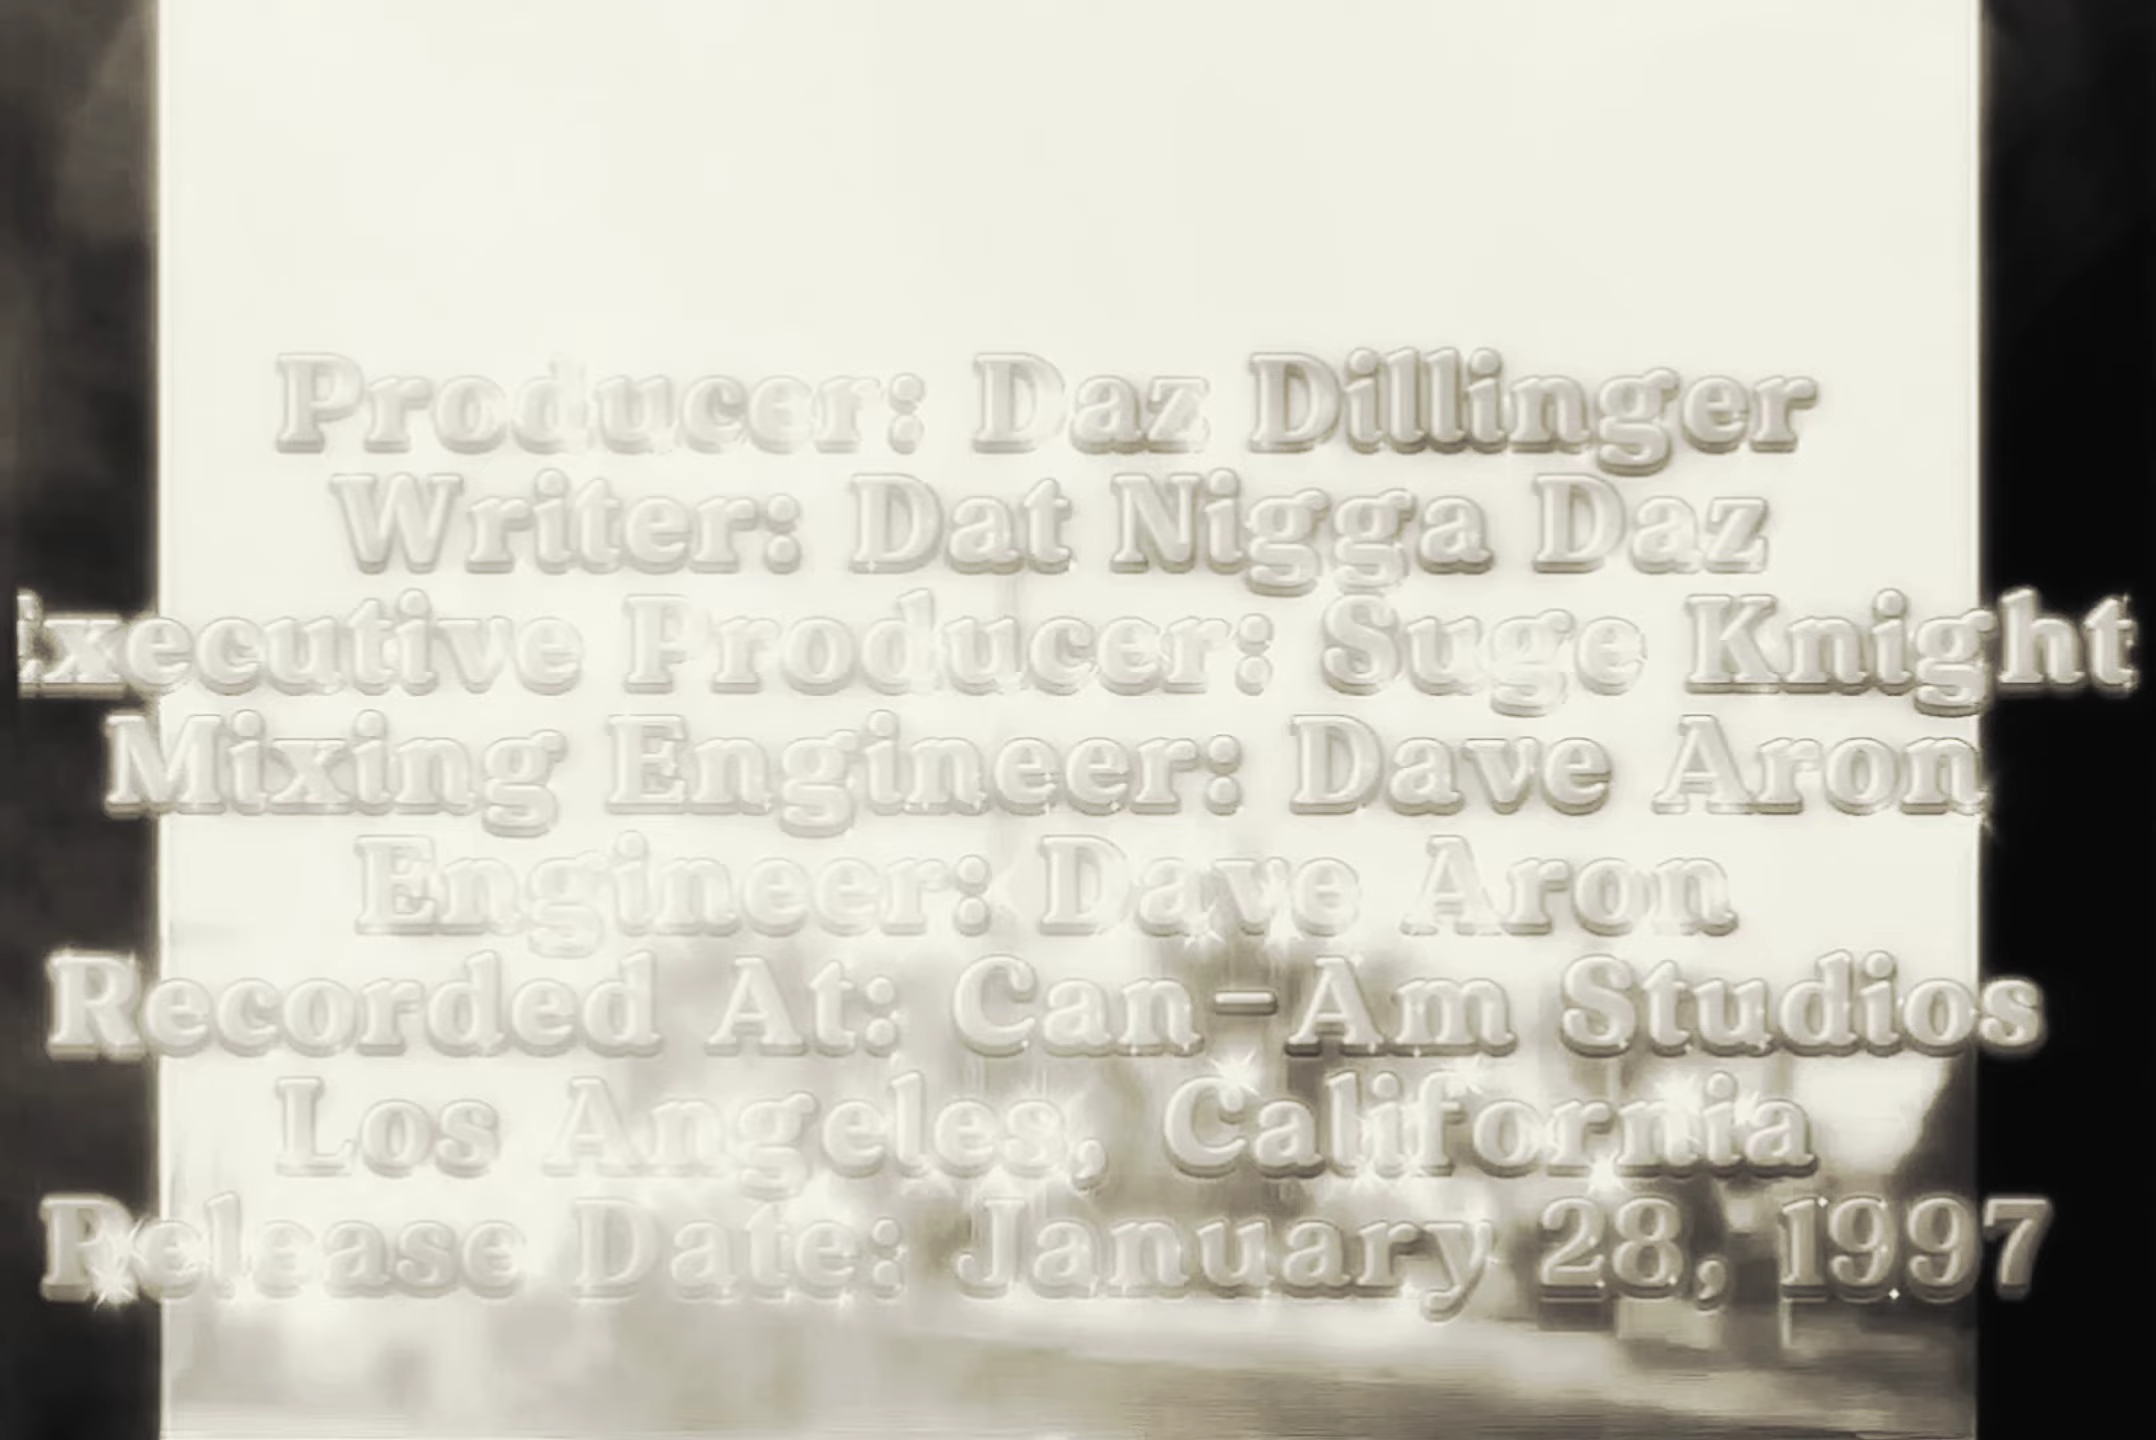 Producer: Daz Dillinger
Writer: Dat Nigga Daz
Executive Producer: Suge Knight
Mixing Engineer: Dave Aron
Engineer: Dave Aron
Recorded At: Can-Am Studios
Los Angeles, California
Release Date: January 28, 1997